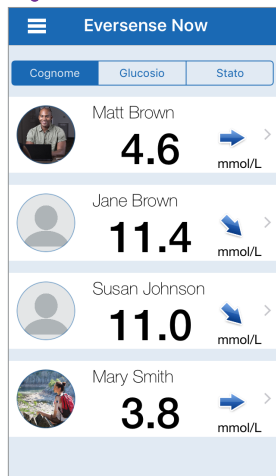 Eversense Now
Cognome Glucosio Stato
Matt Brown
4.6 mmol/L
Jane Brown
11.4 mmol/L
Susan Johnson
11.0 mmol/L
Mary Smith
3.8 mmol/L